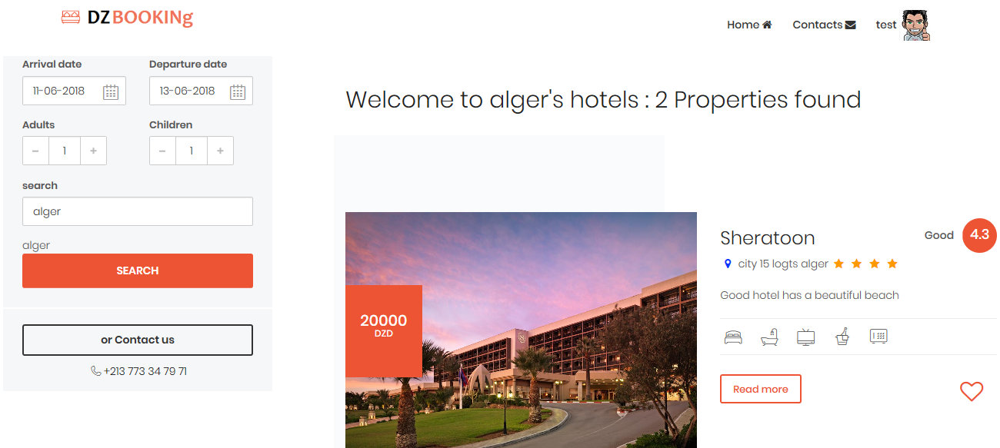 DZBOOKINg
Home
Contacts
test
Arrival date
Departure date
11-06-2018
13-06-2018
Adults
Children
− 1 +
− 1 +
search
alger
alger
SEARCH
or Contact us
+213 773 34 79 71
Welcome to alger's hotels : 2 Properties found
20000
DZD
Sheratoon
Good 4.3
city 15 logts alger
Good hotel has a beautiful beach
Read more